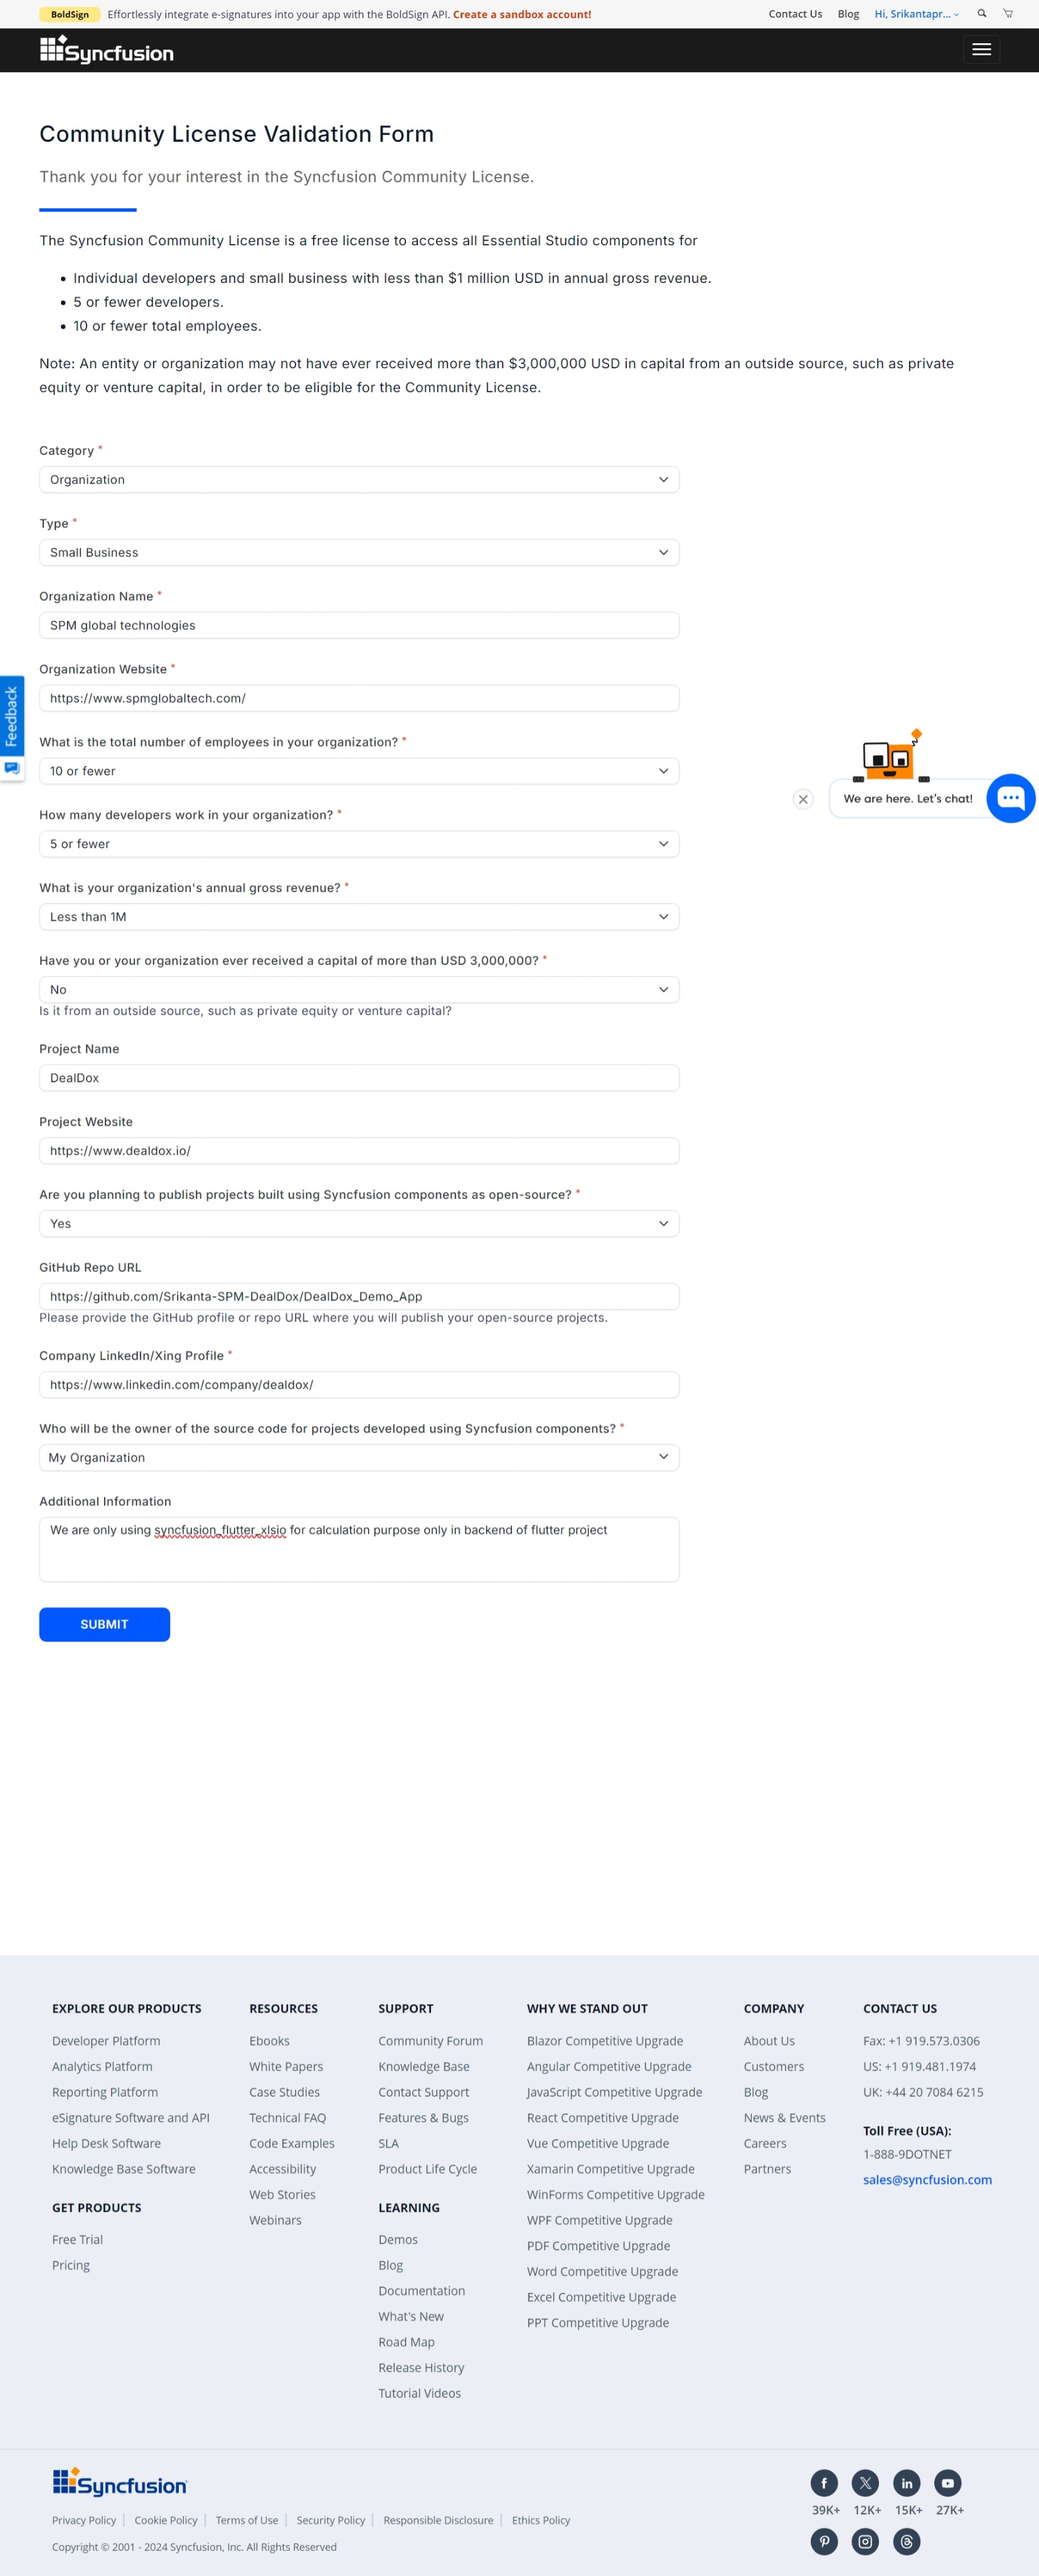 BoldSign Effortlessly integrate e-signatures into your app with the BoldSign API. Create a sandbox account! Contact Us Blog Hi, Srikantapr...
Syncfusion
Community License Validation Form
Thank you for your interest in the Syncfusion Community License.
The Syncfusion Community License is a free license to access all Essential Studio components for
• Individual developers and small business with less than $1 million USD in annual gross revenue.
• 5 or fewer developers.
• 10 or fewer total employees.
Note: An entity or organization may not have ever received more than $3,000,000 USD in capital from an outside source, such as private
equity or venture capital, in order to be eligible for the Community License.
Category *
Organization
Type *
Small Business
Organization Name *
SPM global technologies
Organization Website *
https://www.spmglobaltech.com/
Feedback
What is the total number of employees in your organization? *
10 or fewer
We are here. Let's chat!
How many developers work in your organization? *
5 or fewer
What is your organization's annual gross revenue? *
Less than 1M
Have you or your organization ever received a capital of more than USD 3,000,000? *
No
Is it from an outside source, such as private equity or venture capital?
Project Name
DealDox
Project Website
https://www.dealdox.io/
Are you planning to publish projects built using Syncfusion components as open-source? *
Yes
GitHub Repo URL
https://github.com/Srikanta-SPM-DealDox/DealDox_Demo_App
Please provide the GitHub profile or repo URL where you will publish your open-source projects.
Company LinkedIn/Xing Profile *
https://www.linkedin.com/company/dealdox/
Who will be the owner of the source code for projects developed using Syncfusion components? *
My Organization
Additional Information
We are only using syncfusion_flutter_xlsio for calculation purpose only in backend of flutter project
SUBMIT
EXPLORE OUR PRODUCTS
Developer Platform
Analytics Platform
Reporting Platform
eSignature Software and API
Help Desk Software
Knowledge Base Software
GET PRODUCTS
Free Trial
Pricing
RESOURCES
Ebooks
White Papers
Case Studies
Technical FAQ
Code Examples
Accessibility
Web Stories
Webinars
SUPPORT
Community Forum
Knowledge Base
Contact Support
Features & Bugs
SLA
Product Life Cycle
LEARNING
Demos
Blog
Documentation
What's New
Road Map
Release History
Tutorial Videos
WHY WE STAND OUT
Blazor Competitive Upgrade
Angular Competitive Upgrade
JavaScript Competitive Upgrade
React Competitive Upgrade
Vue Competitive Upgrade
Xamarin Competitive Upgrade
WinForms Competitive Upgrade
WPF Competitive Upgrade
PDF Competitive Upgrade
Word Competitive Upgrade
Excel Competitive Upgrade
PPT Competitive Upgrade
COMPANY
About Us
Customers
Blog
News & Events
Careers
Partners
CONTACT US
Fax: +1 919.573.0306
US: +1 919.481.1974
UK: +44 20 7084 6215
Toll Free (USA):
1-888-9DOTNET
sales@syncfusion.com
Syncfusion
39K+ 12K+ 15K+ 27K+
Privacy Policy | Cookie Policy | Terms of Use | Security Policy | Responsible Disclosure | Ethics Policy
Copyright © 2001 - 2024 Syncfusion, Inc. All Rights Reserved